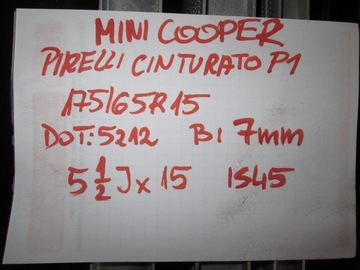 MINI COOPER
PIRELLI CINTURATO P1
175/65R15
DOT: 5212 B: 7mm
5 1/2 J x 15 IS45